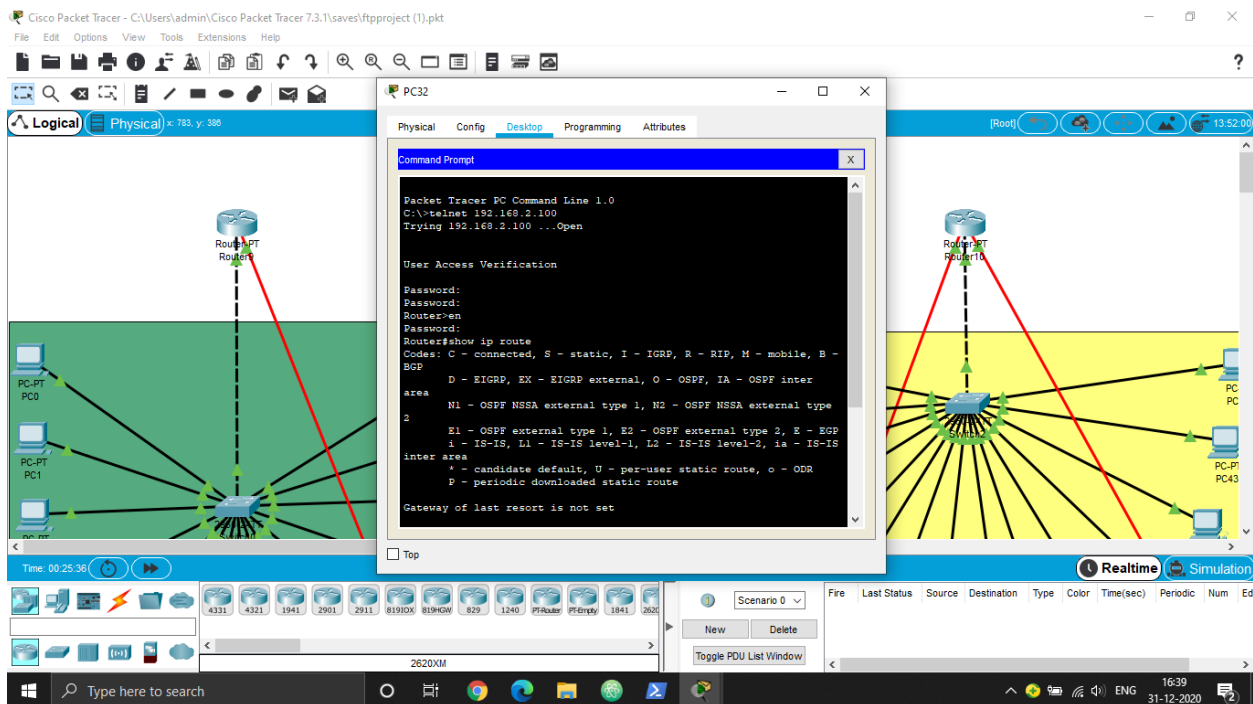 Cisco Packet Tracer - C:\Users\admin\Cisco Packet Tracer 7.3.1\saves\ftpproject (1).pkt
File Edit Options View Tools Extensions Help
?
Logical
Physical
x: 783, y: 386
[Root]
13:52:00
PC32
Physical Config Desktop Programming Attributes
Command Prompt
X
Packet Tracer PC Command Line 1.0
C:\>telnet 192.168.2.100
Trying 192.168.2.100 ...Open
User Access Verification
Password:
Password:
Router>en
Password:
Router#show ip route
Codes: C - connected, S - static, I - IGRP, R - RIP, M - mobile, B -
BGP
D - EIGRP, EX - EIGRP external, O - OSPF, IA - OSPF inter
area
N1 - OSPF NSSA external type 1, N2 - OSPF NSSA external type
2
E1 - OSPF external type 1, E2 - OSPF external type 2, E - EGP
i - IS-IS, L1 - IS-IS level-1, L2 - IS-IS level-2, ia - IS-IS
inter area
* - candidate default, U - per-user static route, o - ODR
P - periodic downloaded static route
Gateway of last resort is not set
Top
Router-PT
Router9
PC-PT
PC0
PC-PT
PC1
Router-PT
Router10
Switch2
PC
PC
PC-PT
PC43
Time: 00:25:36
Realtime
Simulation
4331 4321 1941 2901 2911 819IOX 819HGW 829 1240 PT-Router PT-Empty 1841 2620
2620XM
Scenario 0
New
Delete
Toggle PDU List Window
Fire Last Status Source Destination Type Color Time(sec) Periodic Num Ed
Type here to search
ENG
16:39
31-12-2020
2